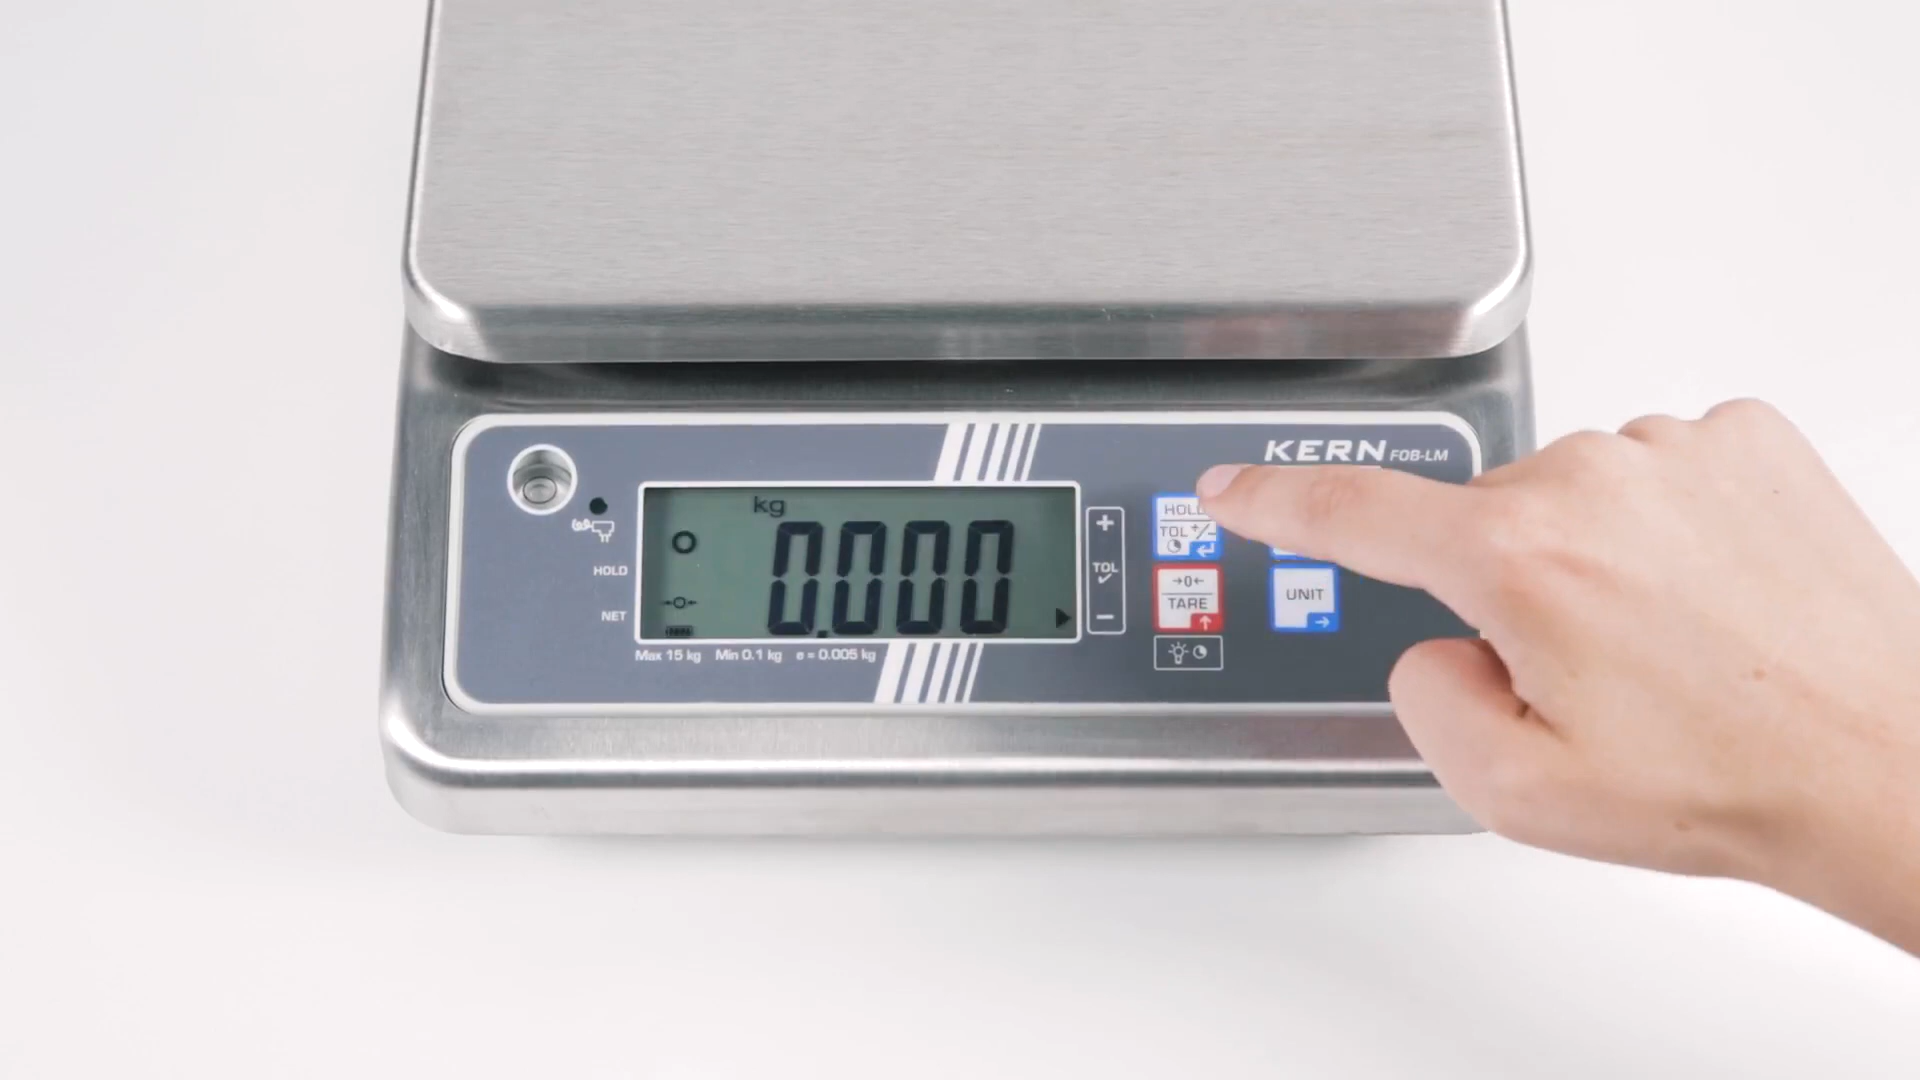 KERN FOB-LM
kg
0.000
HOLD
NET
Max 15 kg Min 0.1 kg e = 0.005 kg
+
TOL
−
HOLD
TOL +/-
→0←
TARE
UNIT